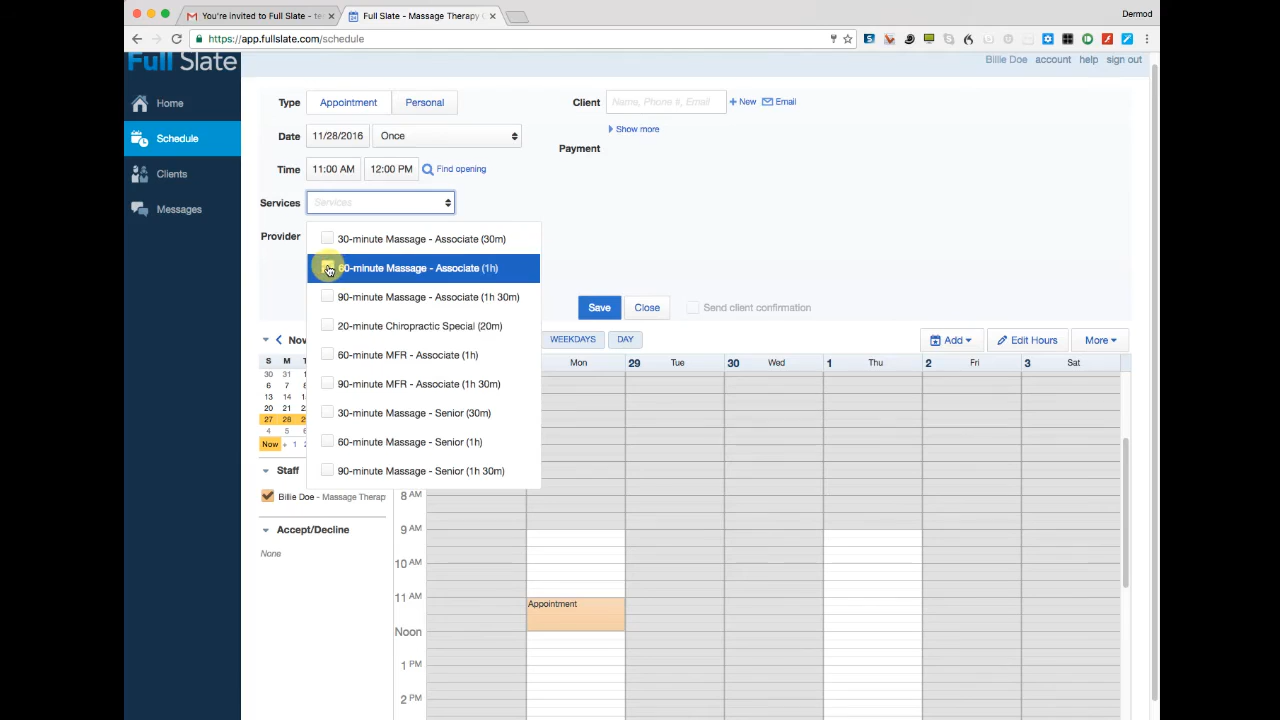 You're invited to Full Slate - te
Full Slate - Massage Therapy
Dermod
https://app.fullslate.com/schedule
Full Slate
Billie Doe account help sign out
Home
Schedule
Clients
Messages
Type Appointment Personal
Client Name, Phone #, Email + New Email
Show more
Date 11/28/2016 Once
Payment
Time 11:00 AM 12:00 PM Find opening
Services Services
Provider
30-minute Massage - Associate (30m)
60-minute Massage - Associate (1h)
90-minute Massage - Associate (1h 30m)
20-minute Chiropractic Special (20m)
60-minute MFR - Associate (1h)
90-minute MFR - Associate (1h 30m)
30-minute Massage - Senior (30m)
60-minute Massage - Senior (1h)
90-minute Massage - Senior (1h 30m)
Save Close Send client confirmation
Nov
WEEKDAYS DAY
Add Edit Hours More
S M T
30 31
6 7
13 14
20 21
27 28
4 5
Now + 1 2
Mon 29 Tue 30 Wed 1 Thu 2 Fri 3 Sat
Staff
Billie Doe - Massage Therap
Accept/Decline
None
8 AM
9 AM
10 AM
11 AM
Appointment
Noon
1 PM
2 PM